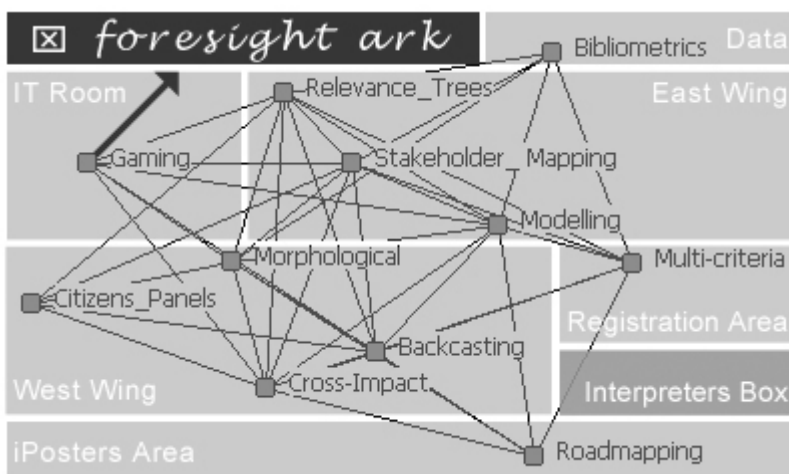 foresight ark
Bibliometrics
Data
IT Room
Relevance_Trees
East Wing
Gaming
Stakeholder_ Mapping
Modelling
Morphological
Multi-criteria
Citizens_Panels
Registration Area
Backcasting
West Wing
Cross-Impact
Interpreters Box
iPosters Area
Roadmapping